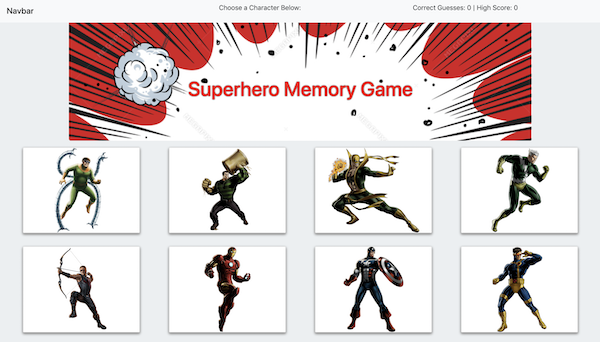 Navbar
Choose a Character Below:
Correct Guesses: 0 | High Score: 0
Superhero Memory Game